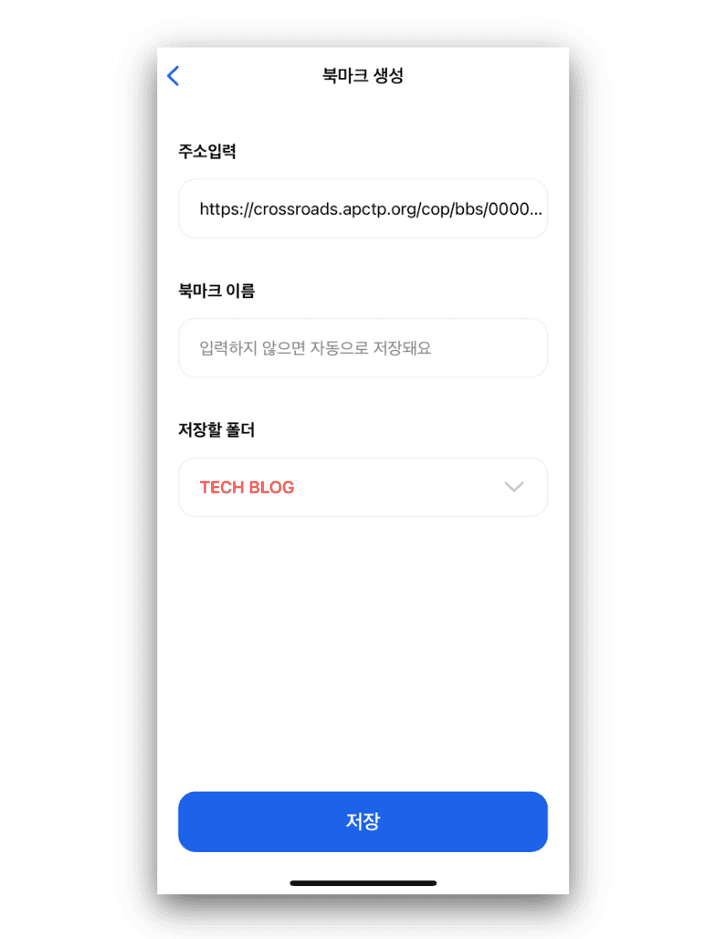 북마크 생성
주소입력
https://crossroads.apctp.org/cop/bbs/0000...
북마크 이름
입력하지 않으면 자동으로 저장돼요
저장할 폴더
TECH BLOG
저장